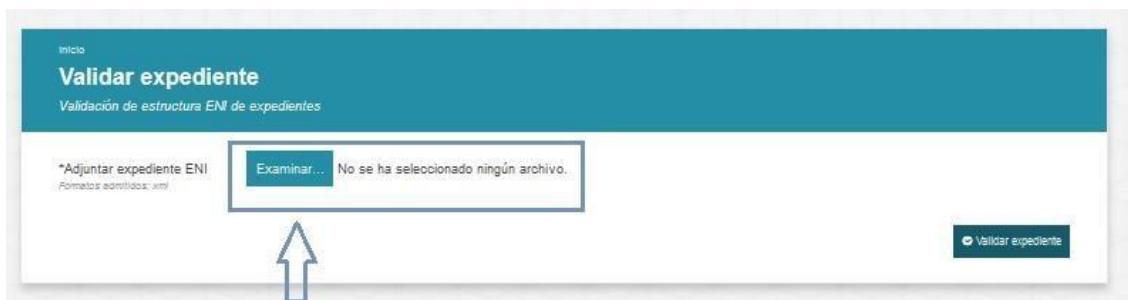 Inicio
Validar expediente
Validación de estructura ENI de expedientes
*Adjuntar expediente ENI
Examinar... No se ha seleccionado ningún archivo.
Formatos admitidos: xml
Validar expediente